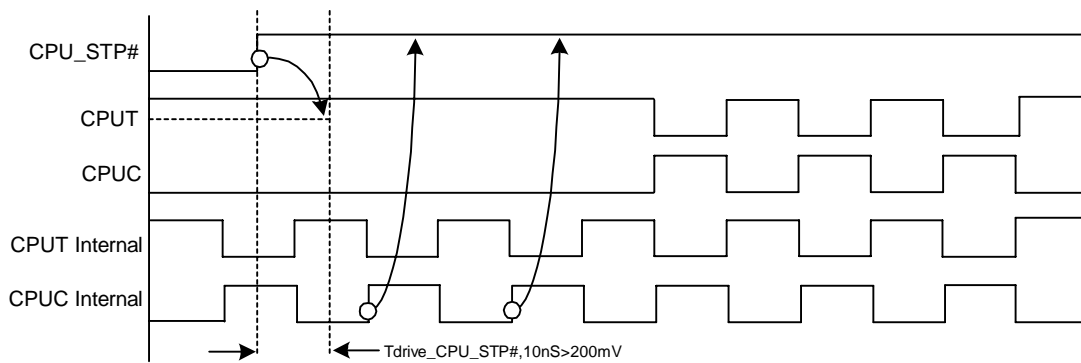 CPU_STP#
CPUT
CPUC
CPUT Internal
CPUC Internal
Tdrive_CPU_STP#,10nS>200mV